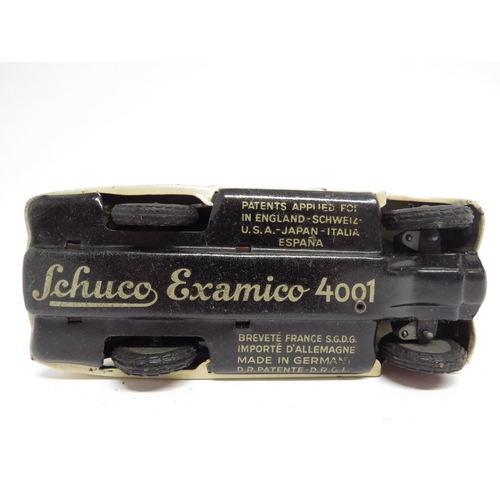 PATENTS APPLIED FOR
IN ENGLAND-SCHWEIZ-
U.S.A.-JAPAN-ITALIA
ESPAÑA
Schuco Examico 4001
BREVETÉ FRANCE S.G.D.G.
IMPORTÉ D'ALLEMAGNE
MADE IN GERMANY
D.R.PATENTE-D.R.G.